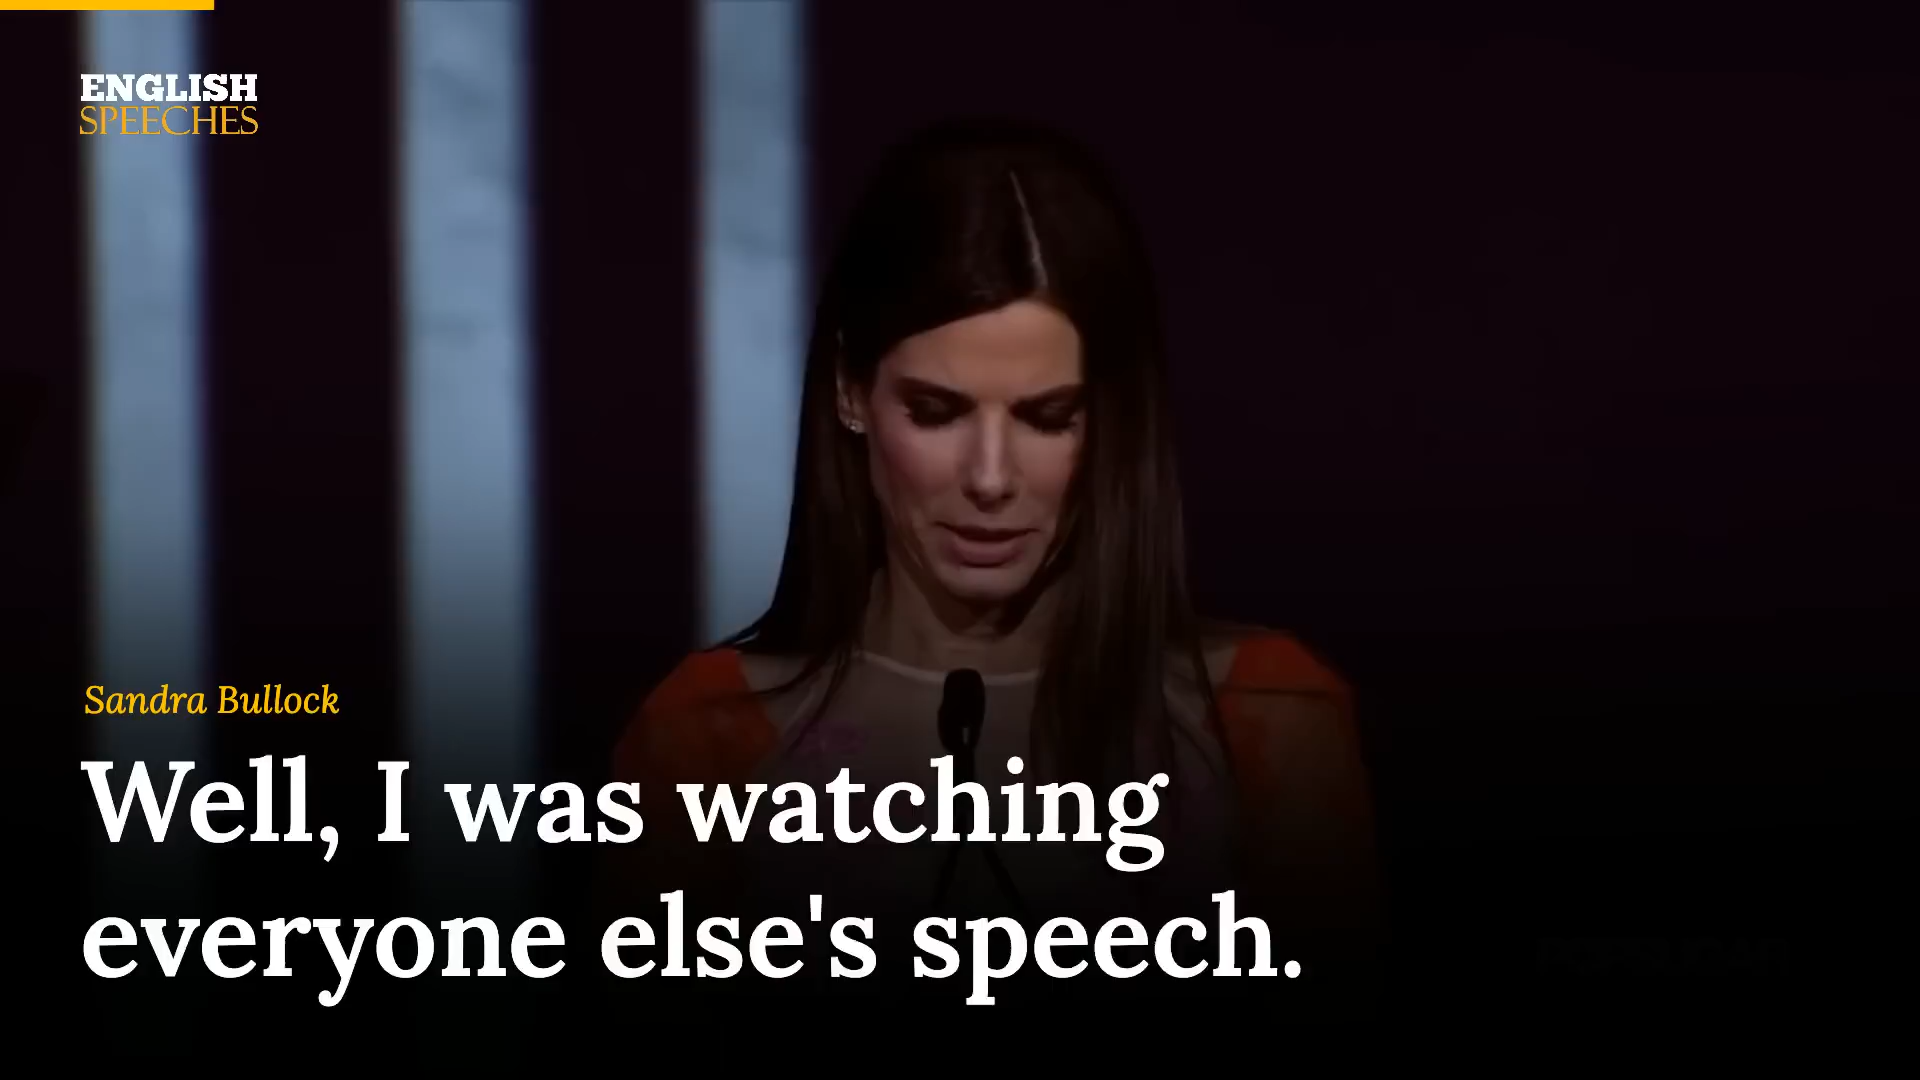 ENGLISH
SPEECHES
Sandra Bullock
Well, I was watching
everyone else's speech.